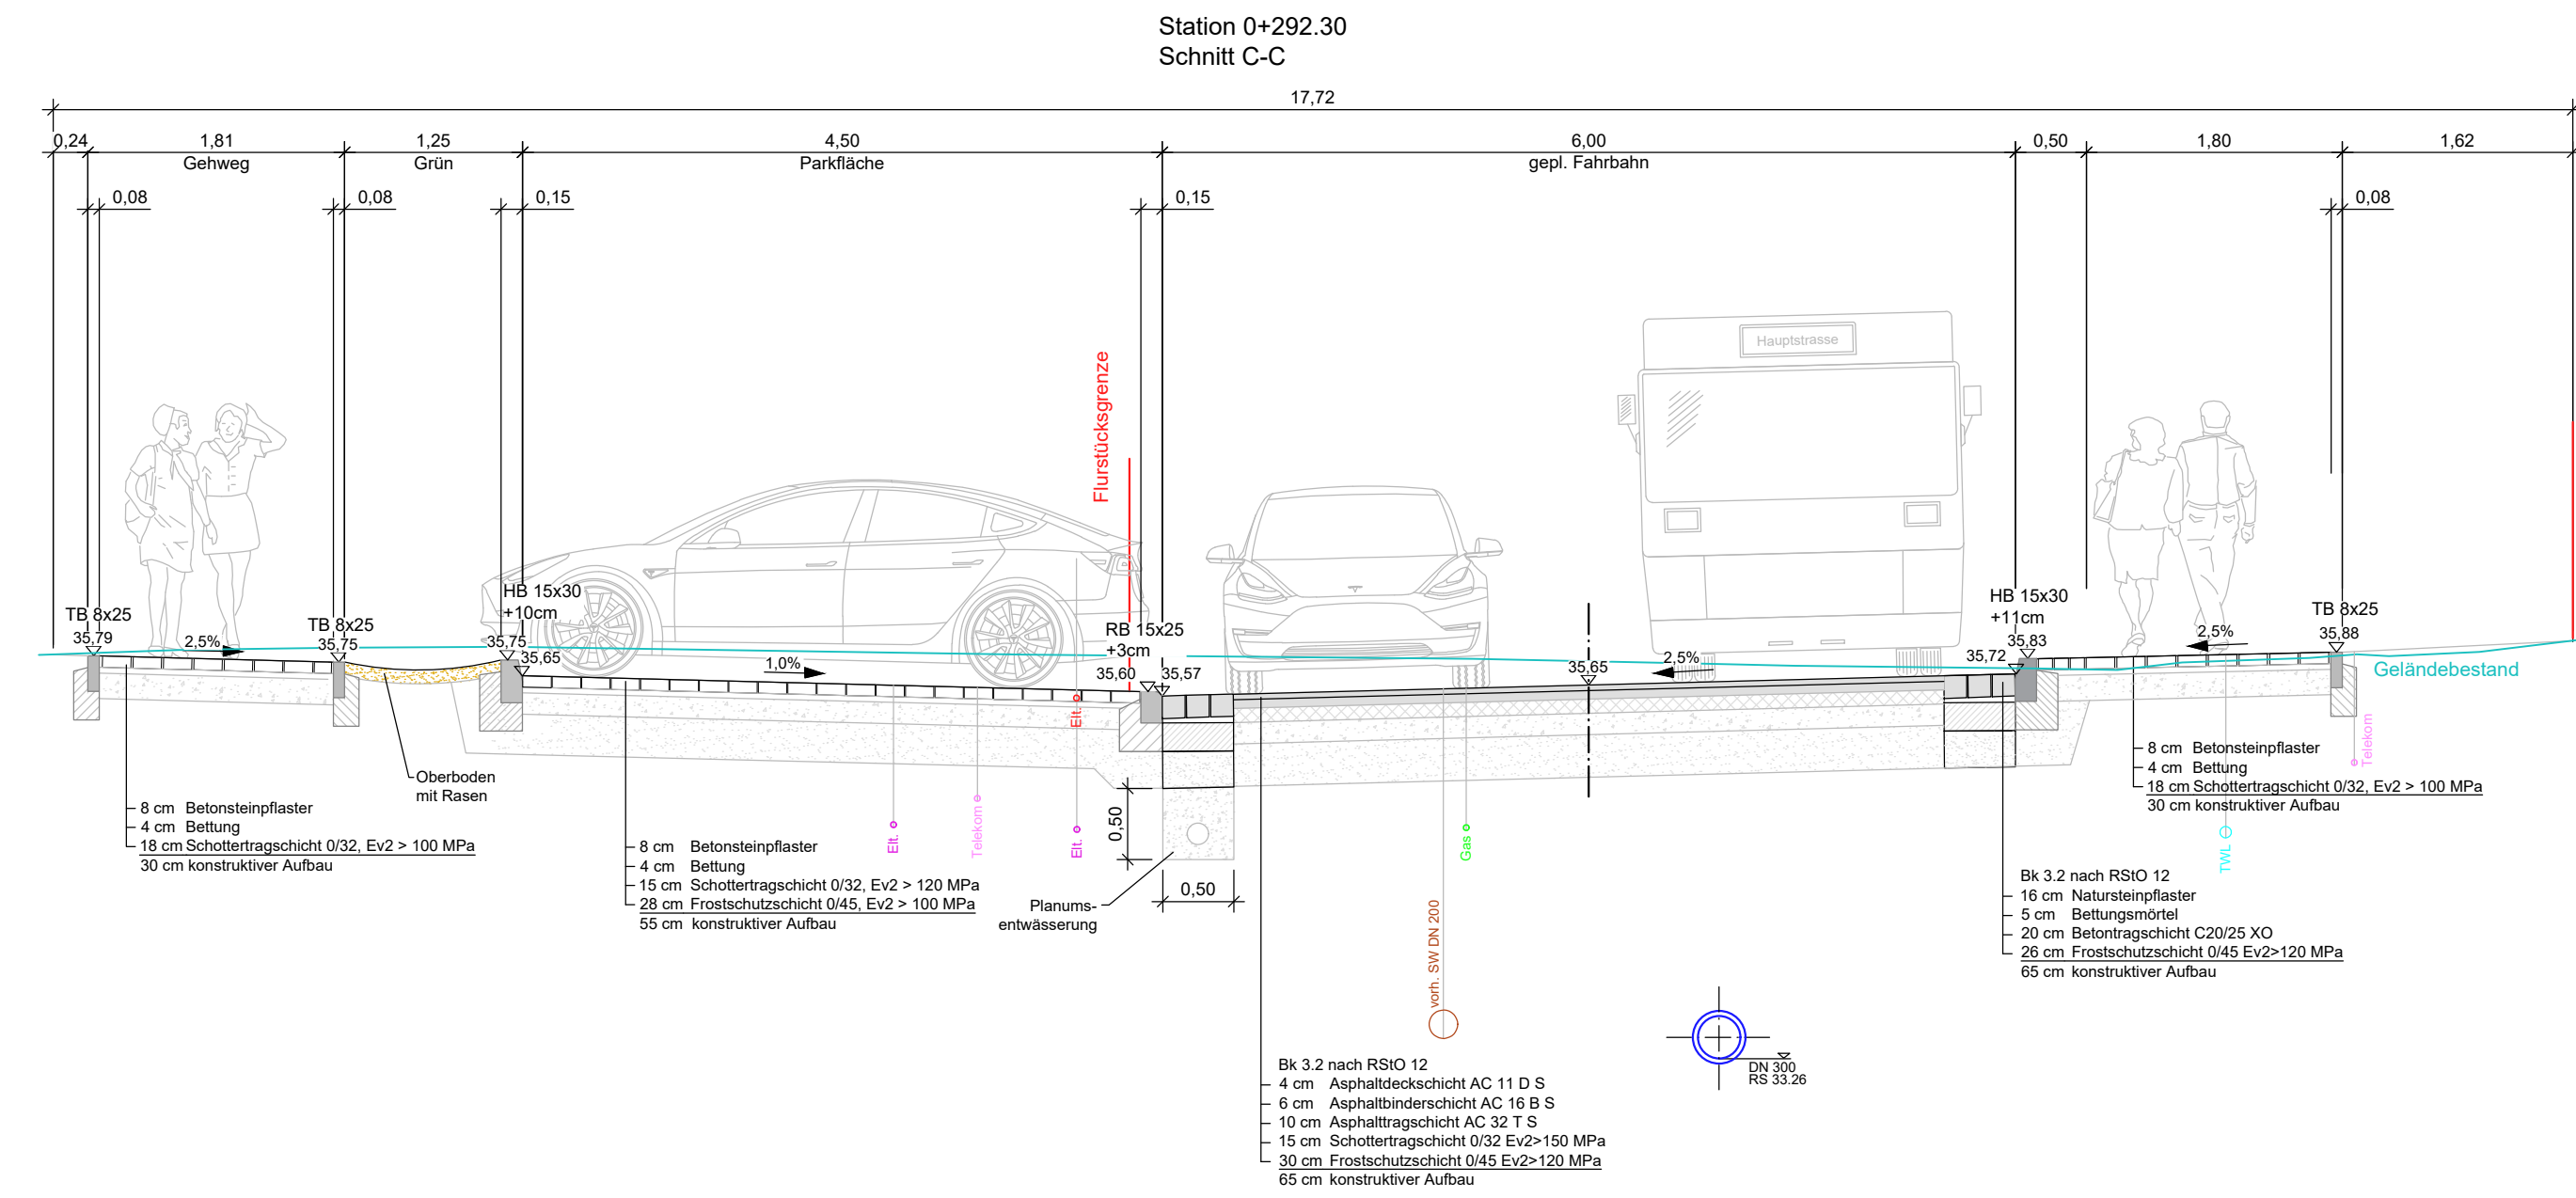 Station 0+292.30
Schnitt C-C
17,72
0,24 1,81 1,25 4,50 6,00 0,50 1,80 1,62
Gehweg Grün Parkfläche gepl. Fahrbahn
0,08 0,08 0,15 0,15 0,08
Hauptstrasse
Flurstücksgrenze
TB 8x25
35,79
2,5%
TB 8x25
35,75
HB 15x30
+10cm
35,75
35,65
1,0%
RB 15x25
+3cm
35,60
35,57
35,65
2,5%
HB 15x30
+11cm
35,83
35,72
2,5%
TB 8x25
35,88
Geländebestand
Oberboden
mit Rasen
8 cm Betonsteinpflaster
4 cm Bettung
18 cm Schottertragschicht 0/32, Ev2 > 100 MPa
30 cm konstruktiver Aufbau
8 cm Betonsteinpflaster
4 cm Bettung
15 cm Schottertragschicht 0/32, Ev2 > 120 MPa
28 cm Frostschutzschicht 0/45, Ev2 > 100 MPa
55 cm konstruktiver Aufbau
Elt.
Telekom
Elt.
Elt.
0,50
0,50
Planums-
entwässerung
Gas
vorh. SW DN 200
Bk 3.2 nach RStO 12
4 cm Asphaltdeckschicht AC 11 D S
6 cm Asphaltbinderschicht AC 16 B S
10 cm Asphalttragschicht AC 32 T S
15 cm Schottertragschicht 0/32 Ev2>150 MPa
30 cm Frostschutzschicht 0/45 Ev2>120 MPa
65 cm konstruktiver Aufbau
DN 300
RS 33.26
Telekom
8 cm Betonsteinpflaster
4 cm Bettung
18 cm Schottertragschicht 0/32, Ev2 > 100 MPa
30 cm konstruktiver Aufbau
TWL
Bk 3.2 nach RStO 12
16 cm Natursteinpflaster
5 cm Bettungsmörtel
20 cm Betontragschicht C20/25 XO
26 cm Frostschutzschicht 0/45 Ev2>120 MPa
65 cm konstruktiver Aufbau